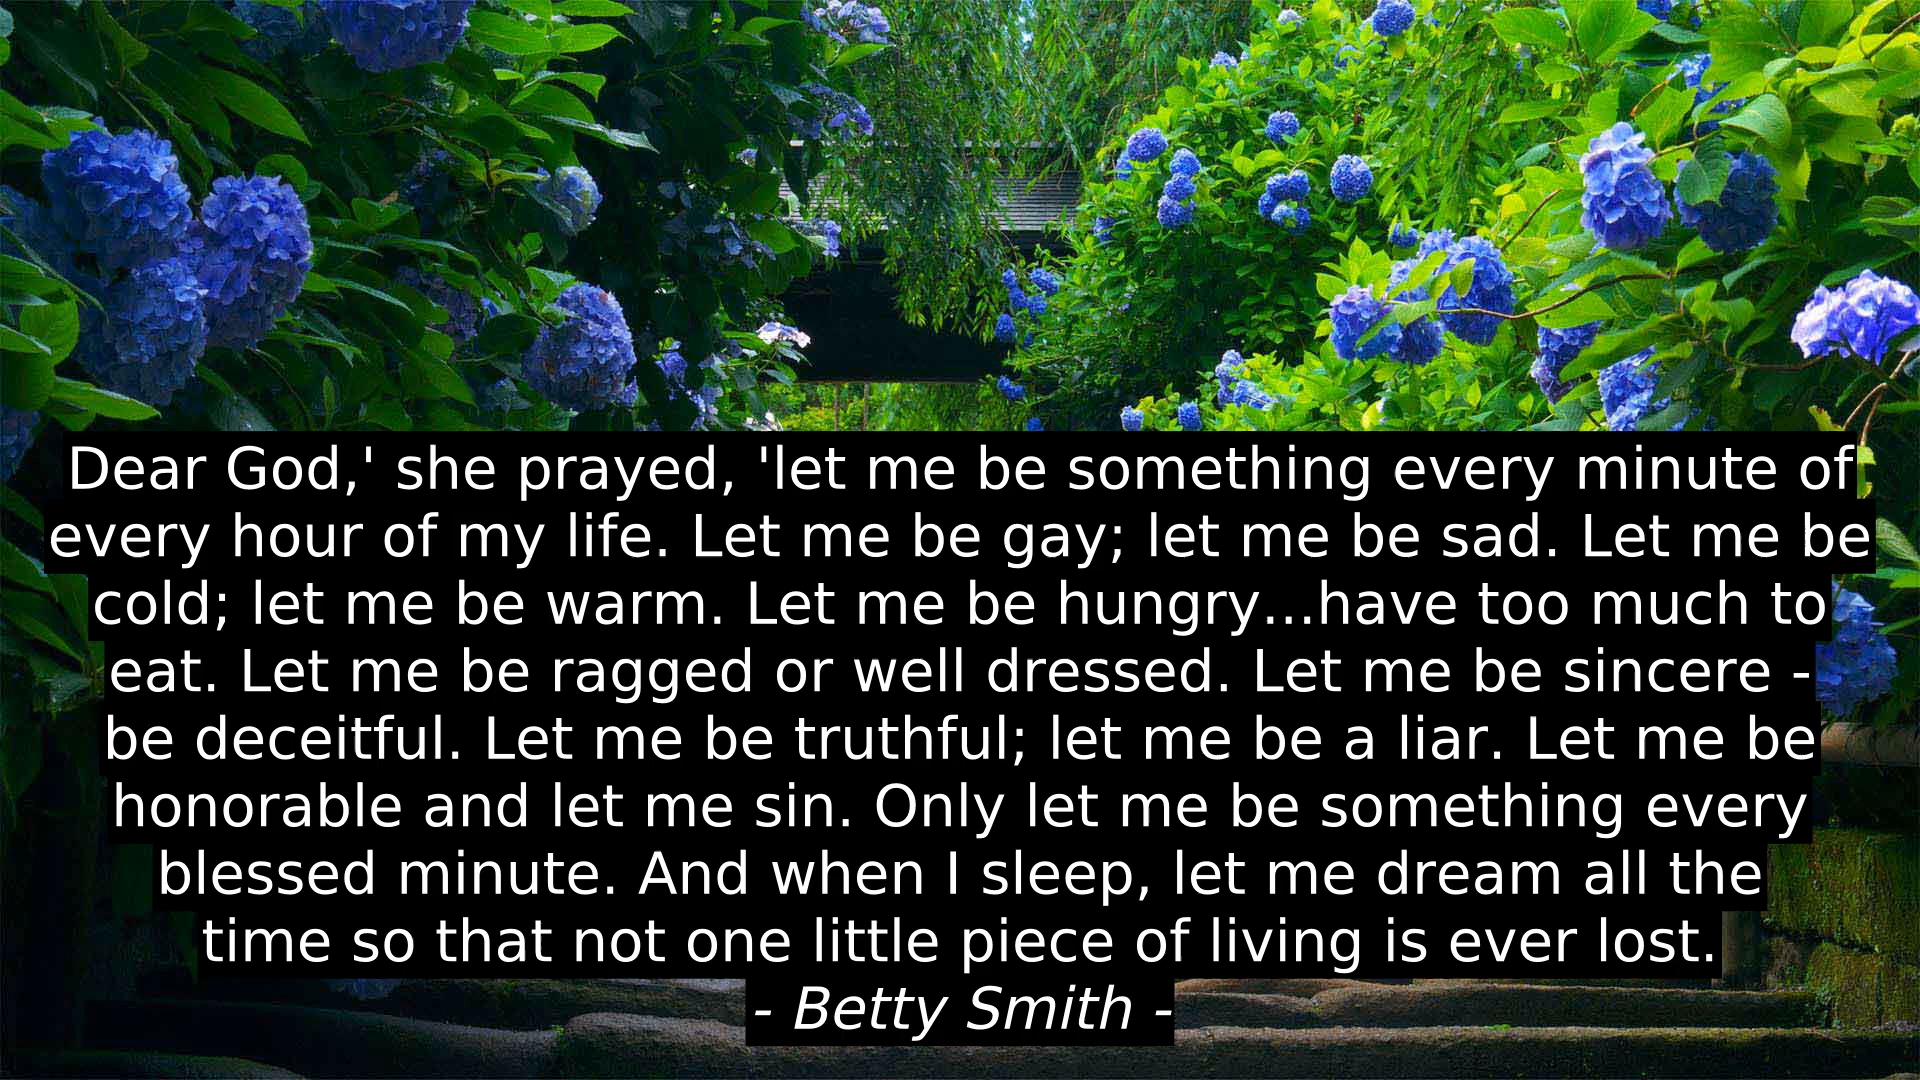 Dear God,' she prayed, 'let me be something every minute of
every hour of my life. Let me be gay; let me be sad. Let me be
cold; let me be warm. Let me be hungry...have too much to
eat. Let me be ragged or well dressed. Let me be sincere -
be deceitful. Let me be truthful; let me be a liar. Let me be
honorable and let me sin. Only let me be something every
blessed minute. And when I sleep, let me dream all the
time so that not one little piece of living is ever lost.
- Betty Smith -